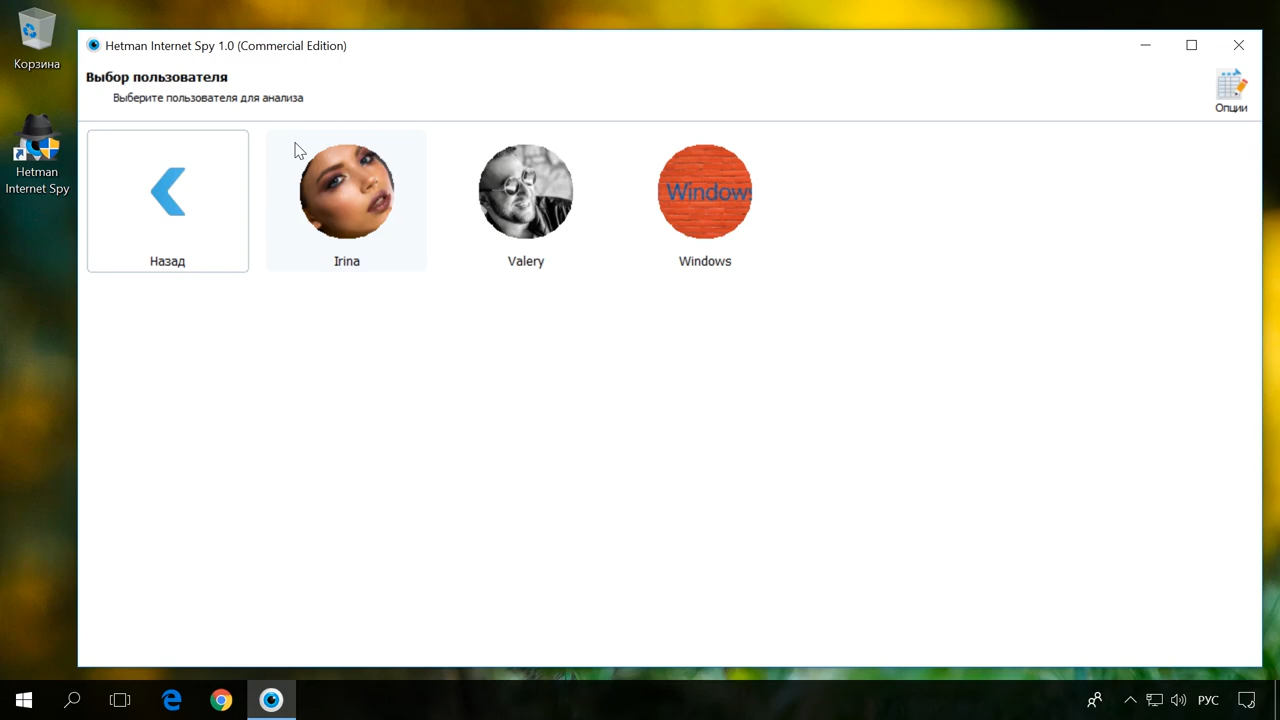 Корзина
Hetman
Internet Spy
Hetman Internet Spy 1.0 (Commercial Edition)
Выбор пользователя
Выберите пользователя для анализа
Опции
Назад
Irina
Valery
Windows
Windows
РУС